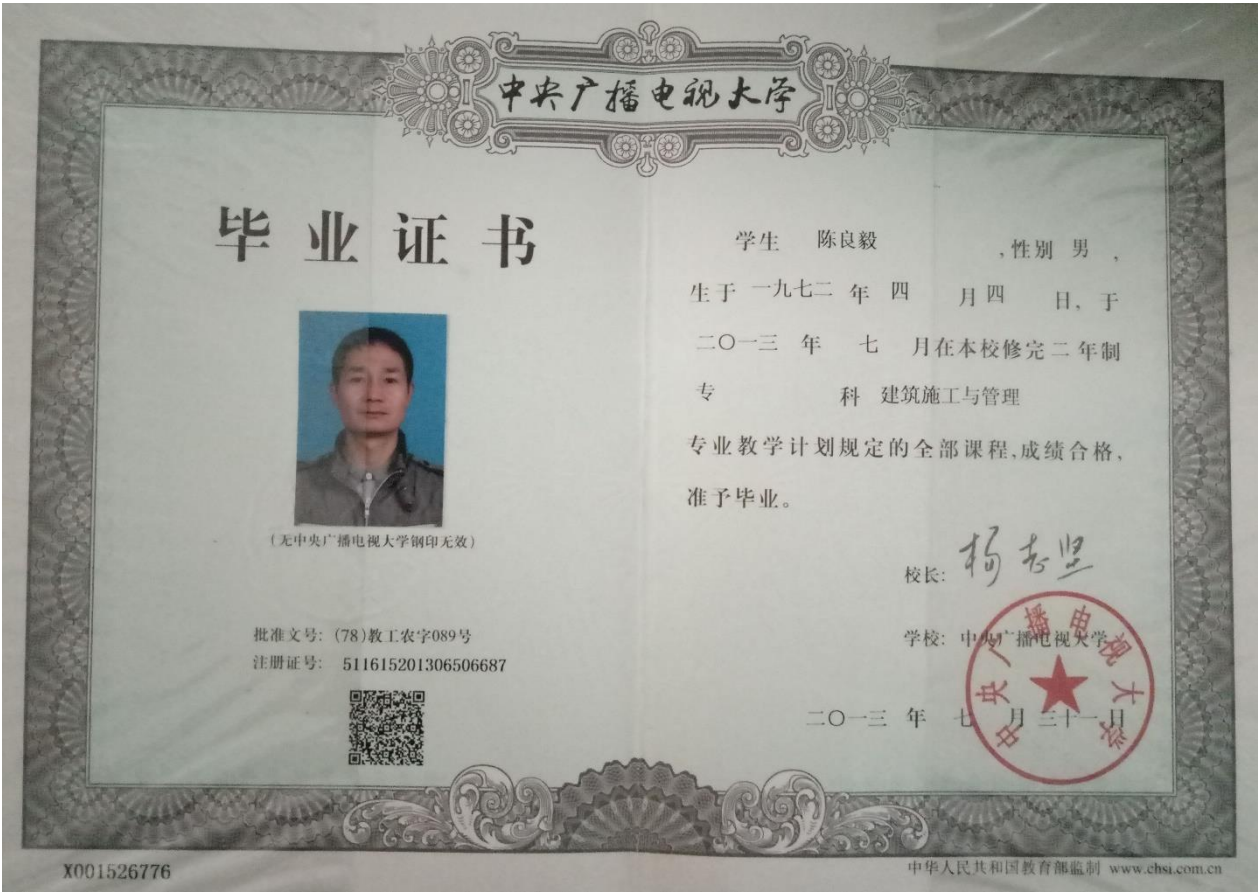 中央广播电视大学
毕业证书
(无中央广播电视大学钢印无效)
批准文号: (78)教工农字089号
注册证号: 511615201306506687
学生 陈良毅 ,性别 男 ,
生于 一九七二 年 四 月 四 日, 于
二〇一三 年 七 月在本校修完二年制
专 科 建筑施工与管理
专业教学计划规定的全部课程,成绩合格,
准予毕业。
校长: 杨志坚
学校: 中央广播电视大学
中央广播电视大学
二〇一三 年 七 月 三十一 日
X001526776
中华人民共和国教育部监制 www.chsi.com.cn